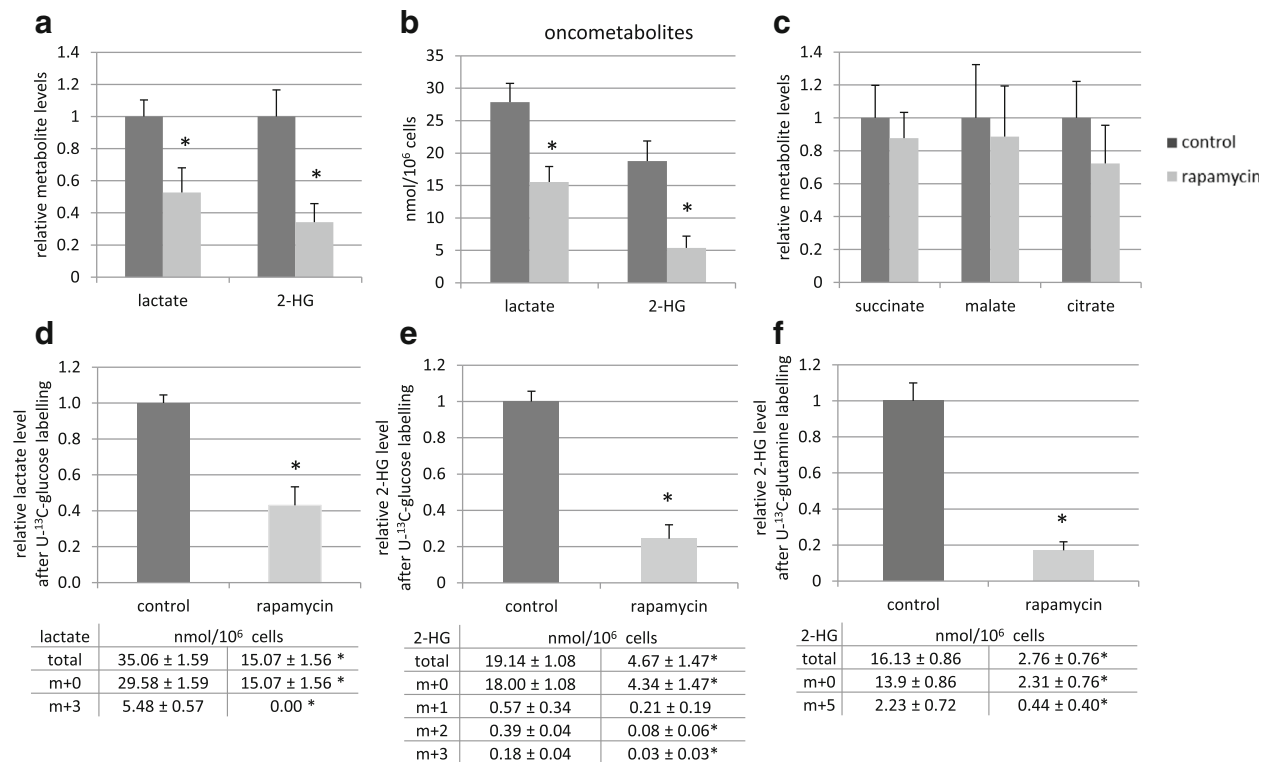 a
relative metabolite levels
1.4
1.2
1
0.8
0.6
0.4
0.2
0
*
*
lactate 2-HG
b
oncometabolites
nmol/10⁶ cells
35
30
25
20
15
10
5
0
*
*
lactate 2-HG
c
relative metabolite levels
1.4
1.2
1
0.8
0.6
0.4
0.2
0
succinate malate citrate
control
rapamycin
d
relative lactate level
after U-¹³C-glucose labelling
1.2
1.0
0.8
0.6
0.4
0.2
0.0
*
control rapamycin
lactate nmol/10⁶ cells
total 35.06 ± 1.59 15.07 ± 1.56 *
m+0 29.58 ± 1.59 15.07 ± 1.56 *
m+3 5.48 ± 0.57 0.00 *
e
relative 2-HG level
after U-¹³C-glucose labelling
1.2
1
0.8
0.6
0.4
0.2
0
*
control rapamycin
2-HG nmol/10⁶ cells
total 19.14 ± 1.08 4.67 ± 1.47*
m+0 18.00 ± 1.08 4.34 ± 1.47*
m+1 0.57 ± 0.34 0.21 ± 0.19
m+2 0.39 ± 0.04 0.08 ± 0.06*
m+3 0.18 ± 0.04 0.03 ± 0.03*
f
relative 2-HG level
after U-¹³C-glutamine labelling
1.2
1
0.8
0.6
0.4
0.2
0
*
control rapamycin
2-HG nmol/10⁶ cells
total 16.13 ± 0.86 2.76 ± 0.76*
m+0 13.9 ± 0.86 2.31 ± 0.76*
m+5 2.23 ± 0.72 0.44 ± 0.40*